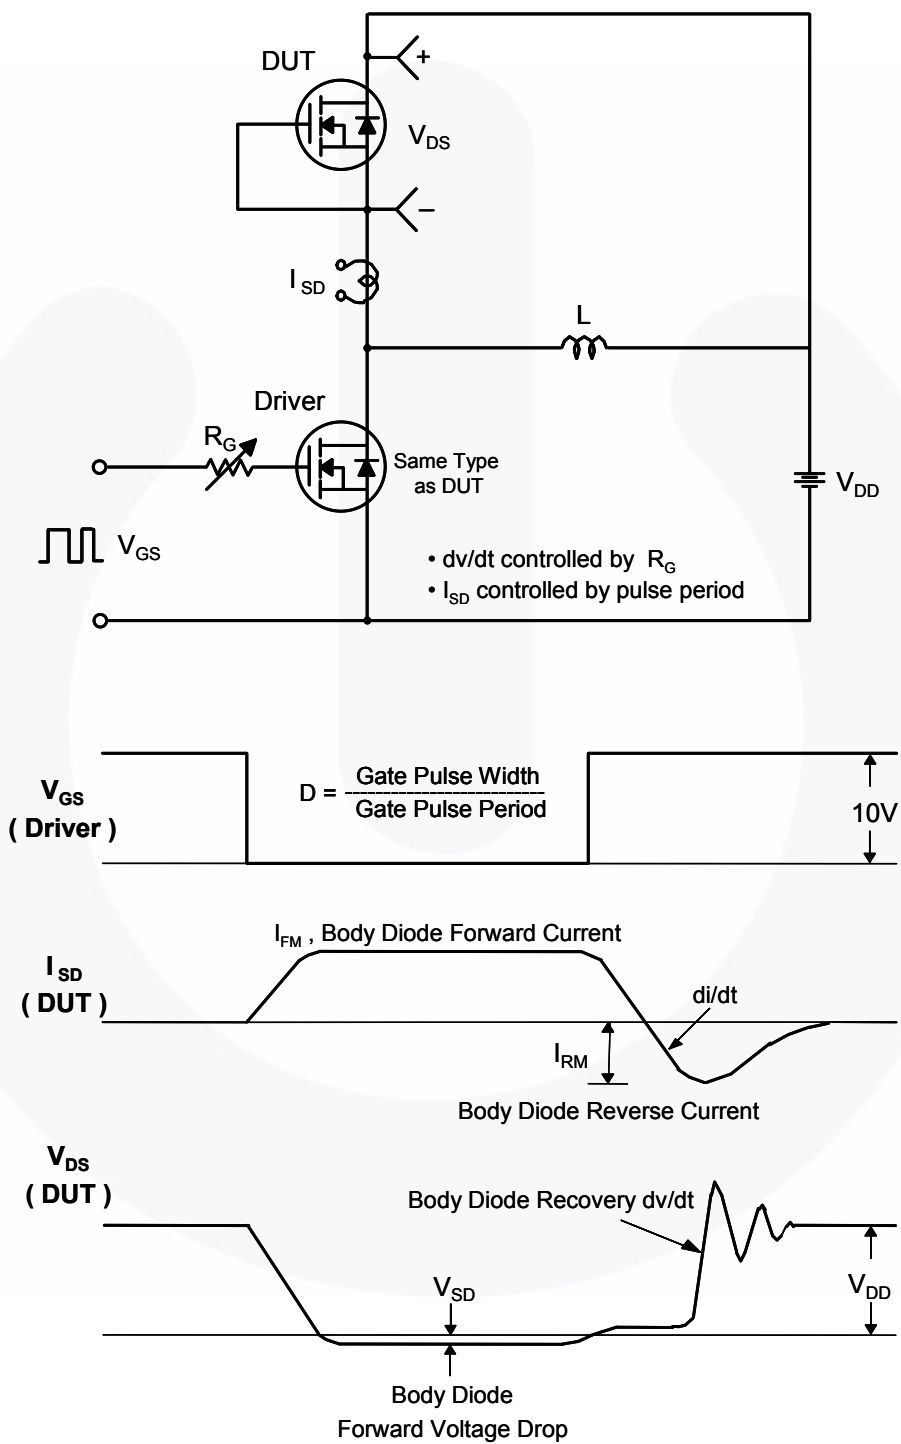 DUT
+
V_DS
–
I_SD
L
Driver
R_G
Same Type
as DUT
V_DD
V_GS
• dv/dt controlled by R_G
• I_SD controlled by pulse period
V_GS
( Driver )
D = Gate Pulse Width
Gate Pulse Period
10V
I_FM , Body Diode Forward Current
I_SD
( DUT )
di/dt
I_RM
Body Diode Reverse Current
V_DS
( DUT )
Body Diode Recovery dv/dt
V_SD
V_DD
Body Diode
Forward Voltage Drop